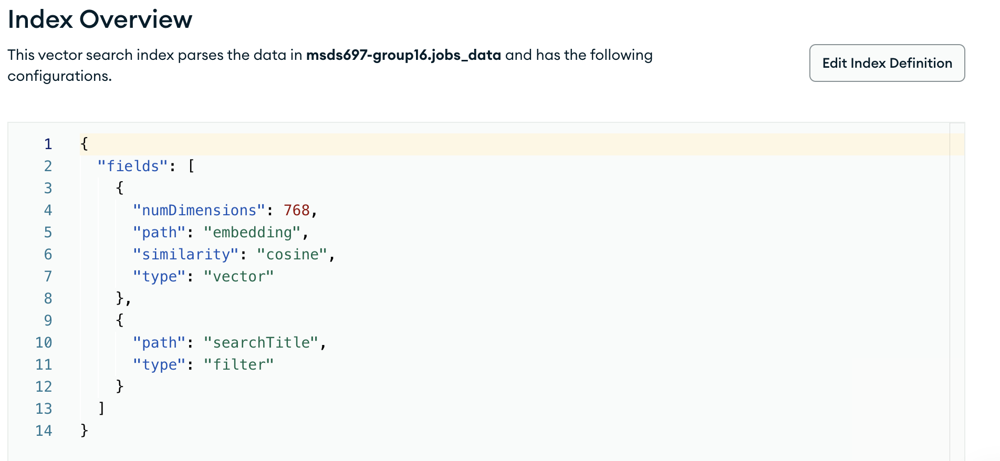 Index Overview
This vector search index parses the data in msds697-group16.jobs_data and has the following
configurations.
Edit Index Definition
1 {
2 "fields": [
3 {
4 "numDimensions": 768,
5 "path": "embedding",
6 "similarity": "cosine",
7 "type": "vector"
8 },
9 {
10 "path": "searchTitle",
11 "type": "filter"
12 }
13 ]
14 }